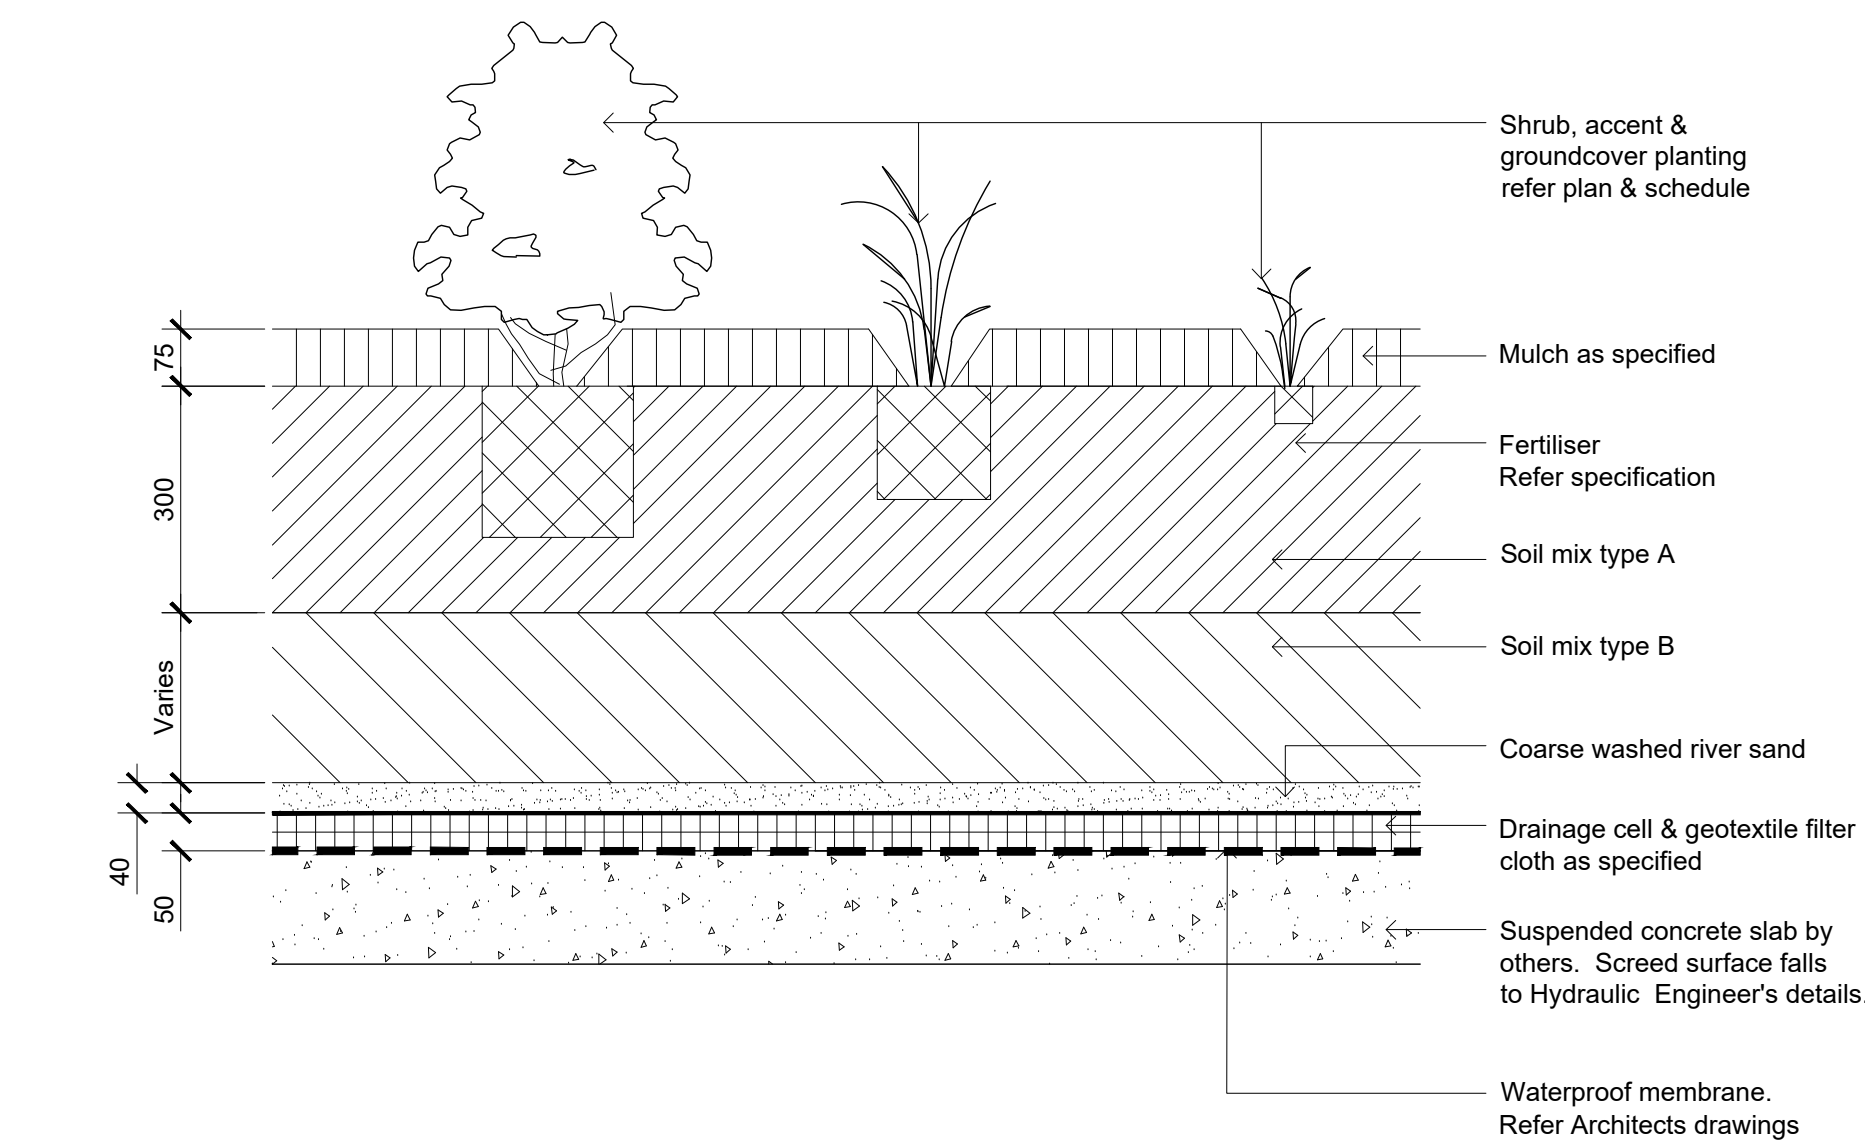 Shrub, accent &
groundcover planting
refer plan & schedule
75
Mulch as specified
Fertiliser
Refer specification
300
Soil mix type A
Soil mix type B
Varies
Coarse washed river sand
Drainage cell & geotextile filter
cloth as specified
40
50
Suspended concrete slab by
others. Screed surface falls
to Hydraulic Engineer's details.
Waterproof membrane.
Refer Architects drawings